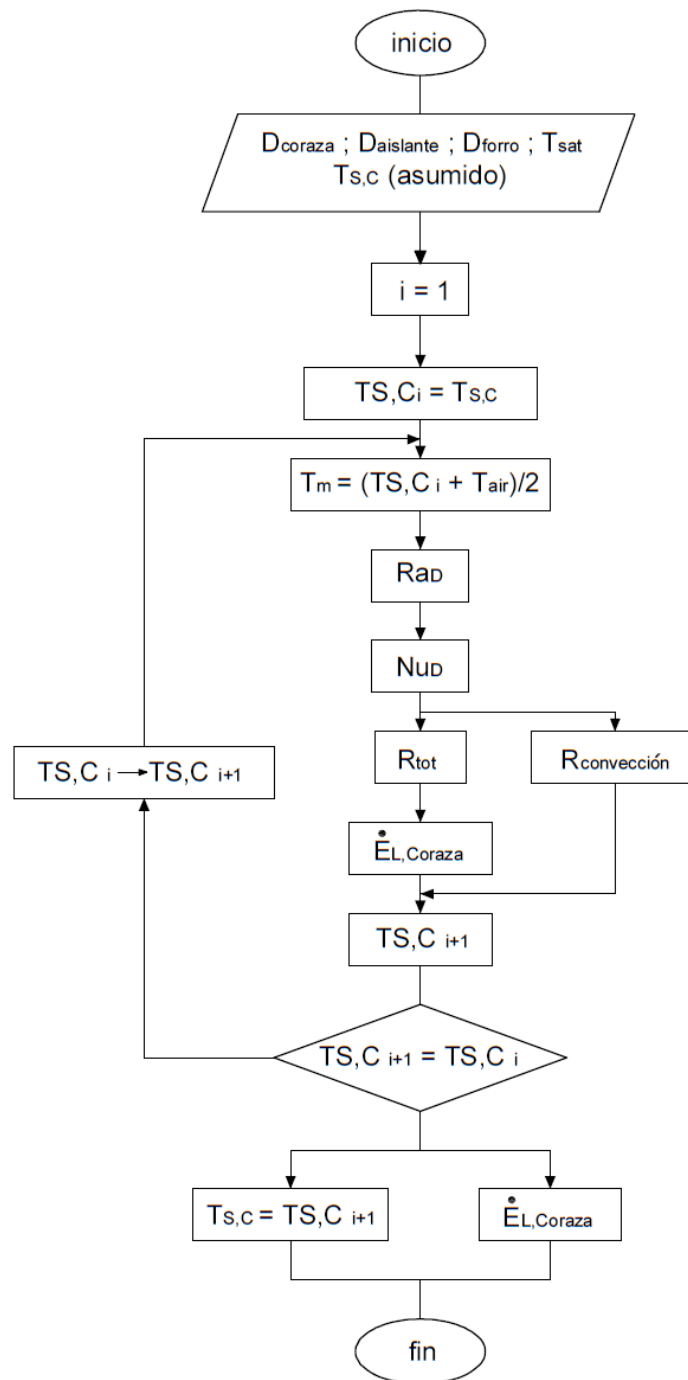 inicio
Dcoraza ; Daislante ; Dforro ; Tsat
Ts,c (asumido)
i = 1
TS,Ci = Ts,c
Tm = (TS,C i + Tair)/2
RaD
NuD
Rtot
Rconvección
TS,C i → TS,C i+1
ĖL,Coraza
TS,C i+1
TS,C i+1 = TS,C i
Ts,c = TS,C i+1
ĖL,Coraza
fin